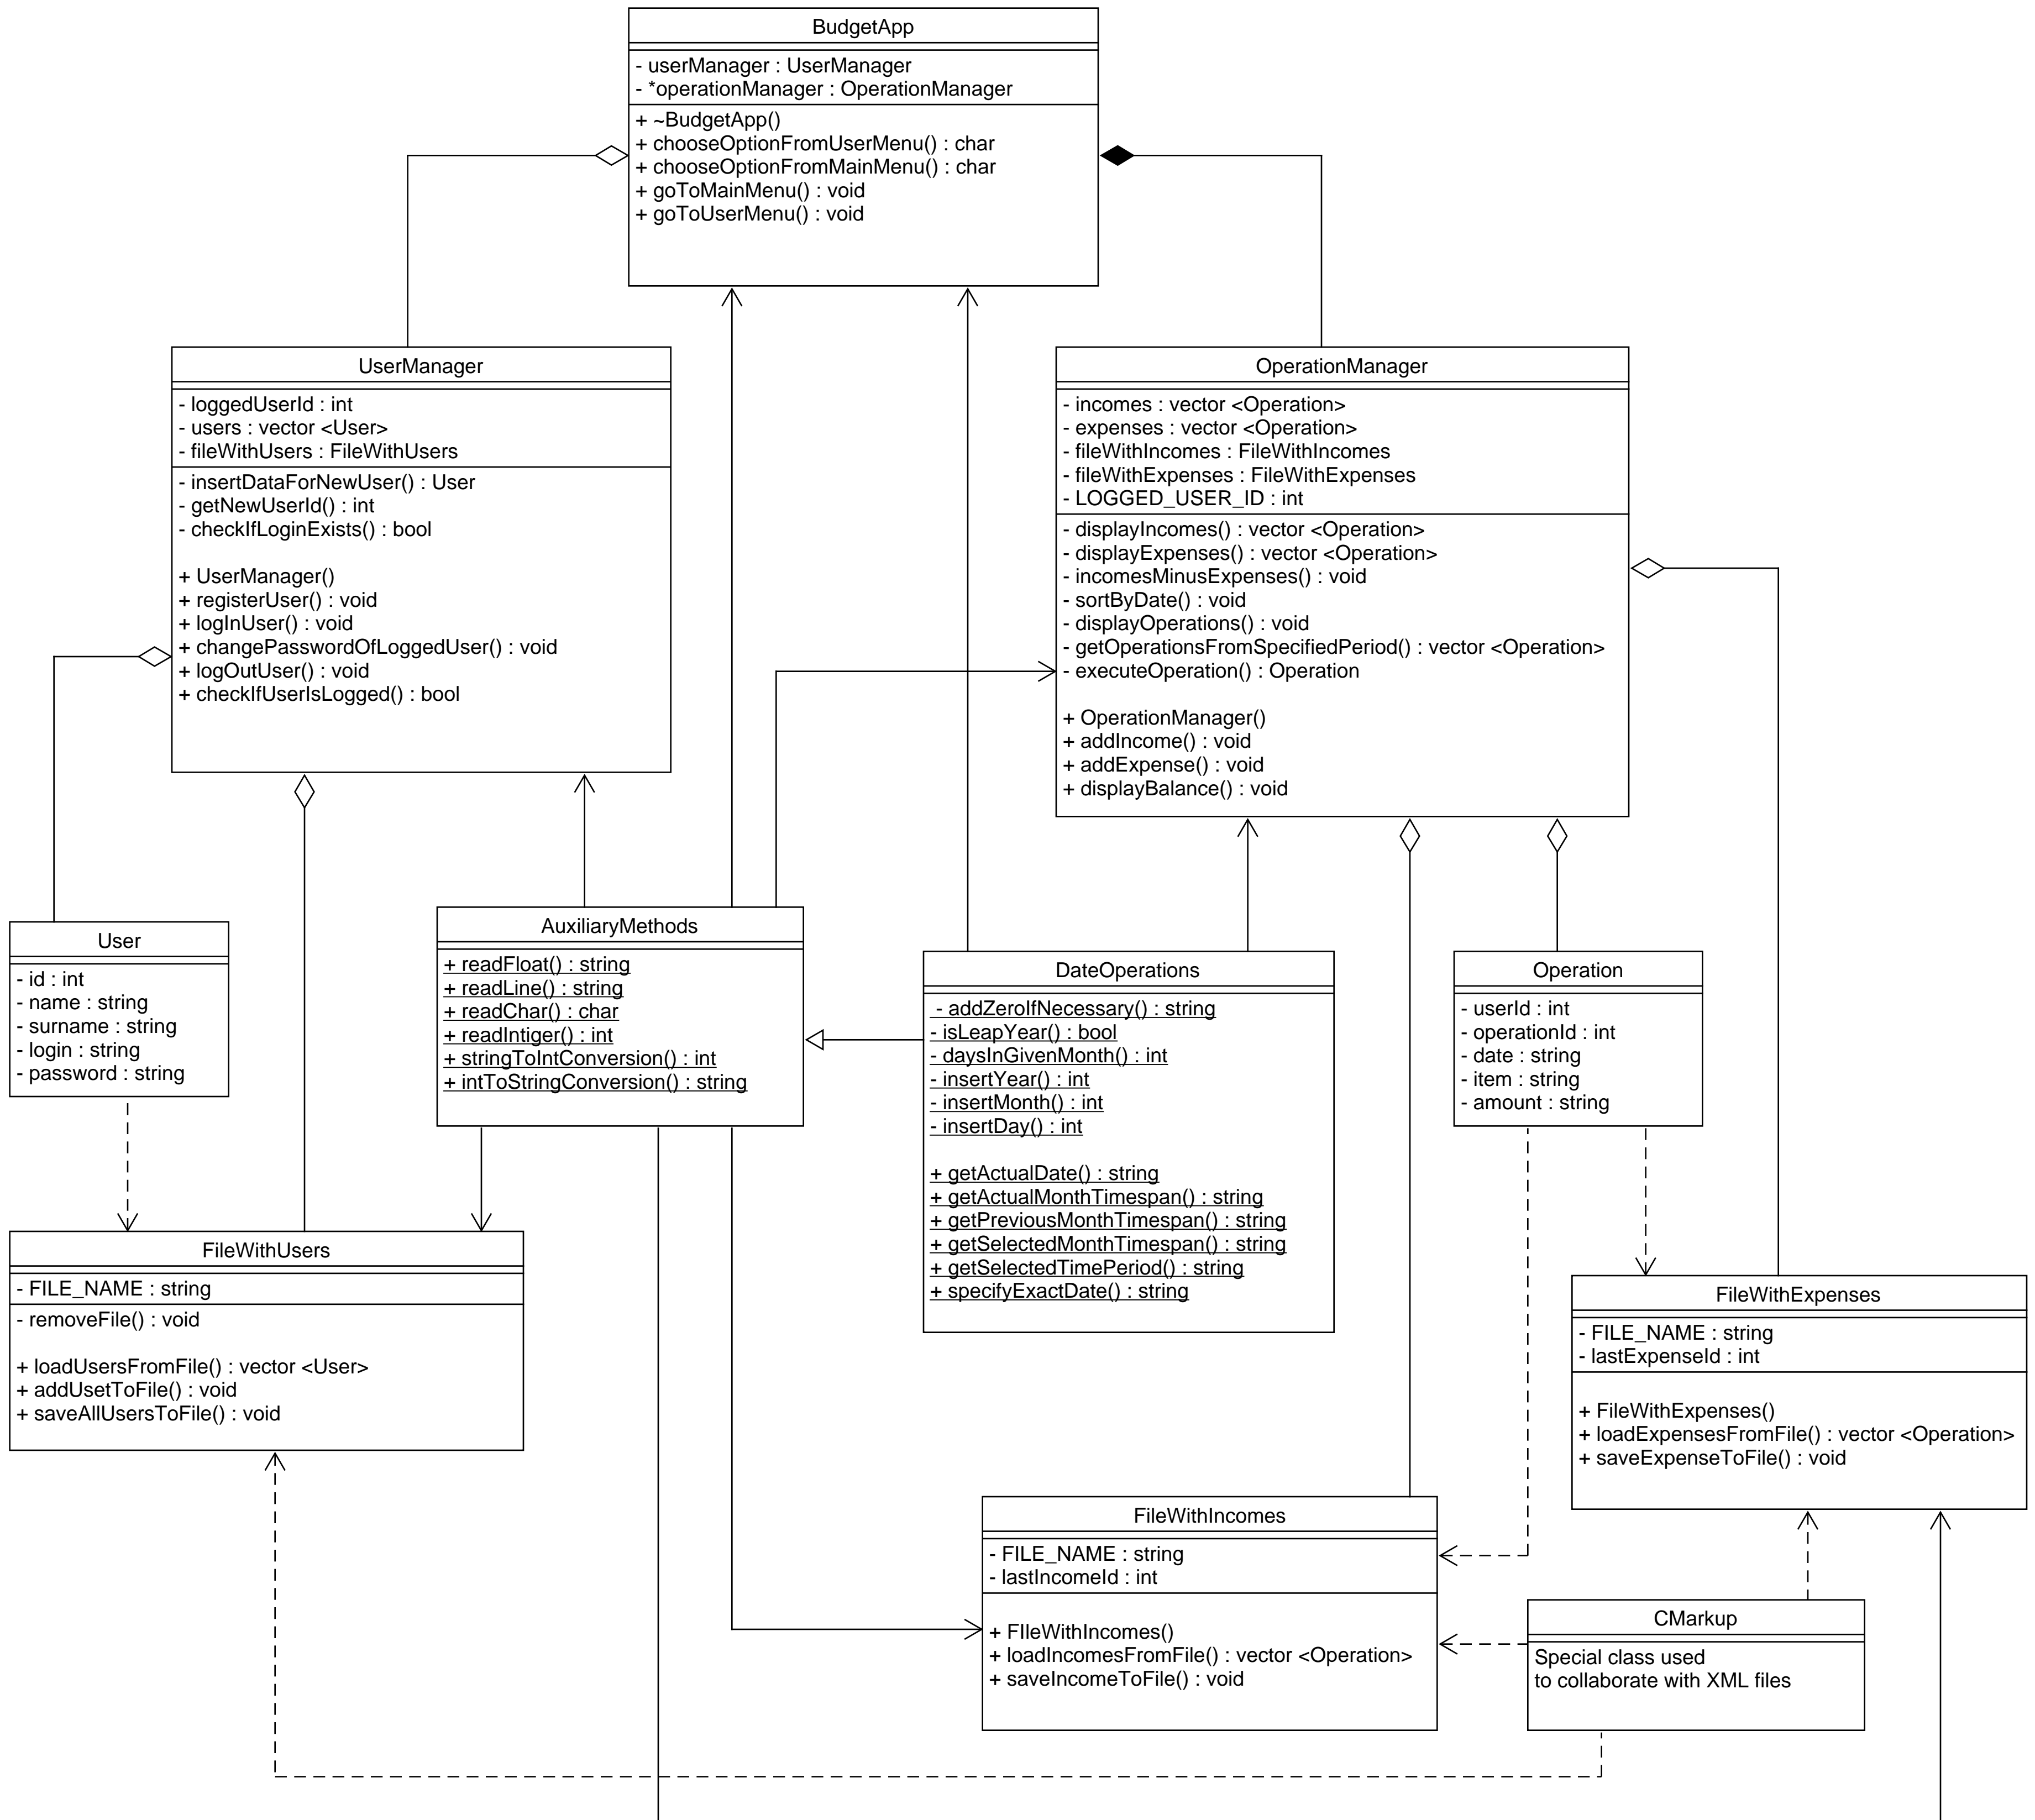 BudgetApp
- userManager : UserManager
- *operationManager : OperationManager
+ ~BudgetApp()
+ chooseOptionFromUserMenu() : char
+ chooseOptionFromMainMenu() : char
+ goToMainMenu() : void
+ goToUserMenu() : void
UserManager
- loggedUserId : int
- users : vector <User>
- fileWithUsers : FileWithUsers
- insertDataForNewUser() : User
- getNewUserId() : int
- checkIfLoginExists() : bool
+ UserManager()
+ registerUser() : void
+ logInUser() : void
+ changePasswordOfLoggedUser() : void
+ logOutUser() : void
+ checkIfUserIsLogged() : bool
OperationManager
- incomes : vector <Operation>
- expenses : vector <Operation>
- fileWithIncomes : FileWithIncomes
- fileWithExpenses : FileWithExpenses
- LOGGED_USER_ID : int
- displayIncomes() : vector <Operation>
- displayExpenses() : vector <Operation>
- incomesMinusExpenses() : void
- sortByDate() : void
- displayOperations() : void
- getOperationsFromSpecifiedPeriod() : vector <Operation>
- executeOperation() : Operation
+ OperationManager()
+ addIncome() : void
+ addExpense() : void
+ displayBalance() : void
User
- id : int
- name : string
- surname : string
- login : string
- password : string
AuxiliaryMethods
+ readFloat() : string
+ readLine() : string
+ readChar() : char
+ readIntiger() : int
+ stringToIntConversion() : int
+ intToStringConversion() : string
DateOperations
- addZeroIfNecessary() : string
- isLeapYear() : bool
- daysInGivenMonth() : int
- insertYear() : int
- insertMonth() : int
- insertDay() : int
+ getActualDate() : string
+ getActualMonthTimespan() : string
+ getPreviousMonthTimespan() : string
+ getSelectedMonthTimespan() : string
+ getSelectedTimePeriod() : string
+ specifyExactDate() : string
Operation
- userId : int
- operationId : int
- date : string
- item : string
- amount : string
FileWithUsers
- FILE_NAME : string
- removeFile() : void
+ loadUsersFromFile() : vector <User>
+ addUsetToFile() : void
+ saveAllUsersToFile() : void
FileWithExpenses
- FILE_NAME : string
- lastExpenseId : int
+ FileWithExpenses()
+ loadExpensesFromFile() : vector <Operation>
+ saveExpenseToFile() : void
FileWithIncomes
- FILE_NAME : string
- lastIncomeId : int
+ FIleWithIncomes()
+ loadIncomesFromFile() : vector <Operation>
+ saveIncomeToFile() : void
CMarkup
Special class used
to collaborate with XML files